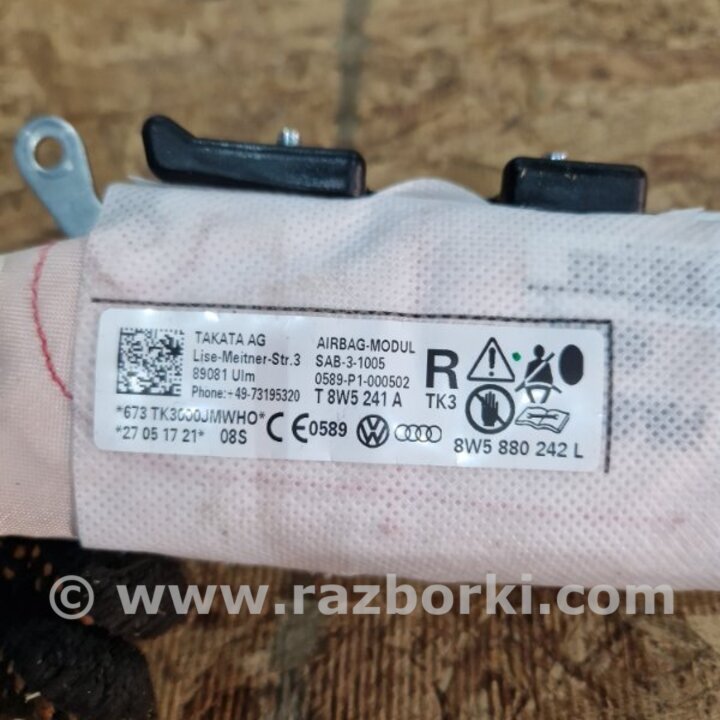 TAKATA AG
Lise-Meitner-Str.3
89081 Ulm
Phone:+49-73195320
*673 TK3000JMWHO*
*27 05 17 21* 08S
AIRBAG-MODUL
SAB-3-1005
0589-P1-000502
T 8W5 241 A
R
TK3
CE0589
8W5 880 242 L
© www.razborki.com